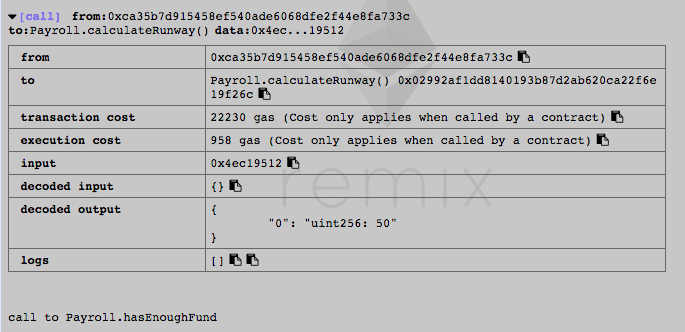 [call] from:0xca35b7d915458ef540ade6068dfe2f44e8fa733c
to:Payroll.calculateRunway() data:0x4ec...19512
from 0xca35b7d915458ef540ade6068dfe2f44e8fa733c
to Payroll.calculateRunway() 0x02992af1dd8140193b87d2ab620ca22f6e
19f26c
transaction cost 22230 gas (Cost only applies when called by a contract)
execution cost 958 gas (Cost only applies when called by a contract)
input 0x4ec19512
decoded input {}
remix
decoded output {
"0": "uint256: 50"
}
logs []
call to Payroll.hasEnoughFund